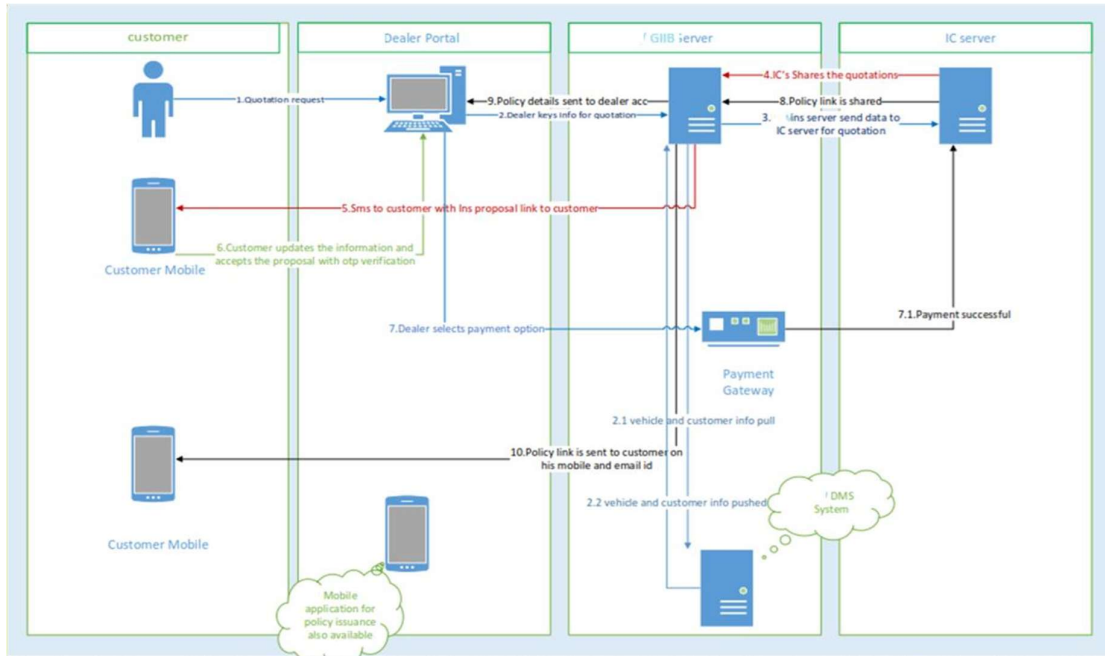 customer
Dealer Portal
GIIB Server
IC server
1.Quotation request
9.Policy details sent to dealer acc
2.Dealer keys info for quotation
4.IC's Shares the quotations
8.Policy link is shared
3. ins server send data to
IC server for quotation
5.Sms to customer with Ins proposal link to customer
6.Customer updates the information and
accepts the proposal with otp verification
Customer Mobile
7.Dealer selects payment option
7.1.Payment successful
Payment
Gateway
2.1 vehicle and customer info pull
10.Policy link is sent to customer on
his mobile and email id
2.2 vehicle and customer info pushed
DMS
System
Customer Mobile
Mobile
application for
policy issuance
also available